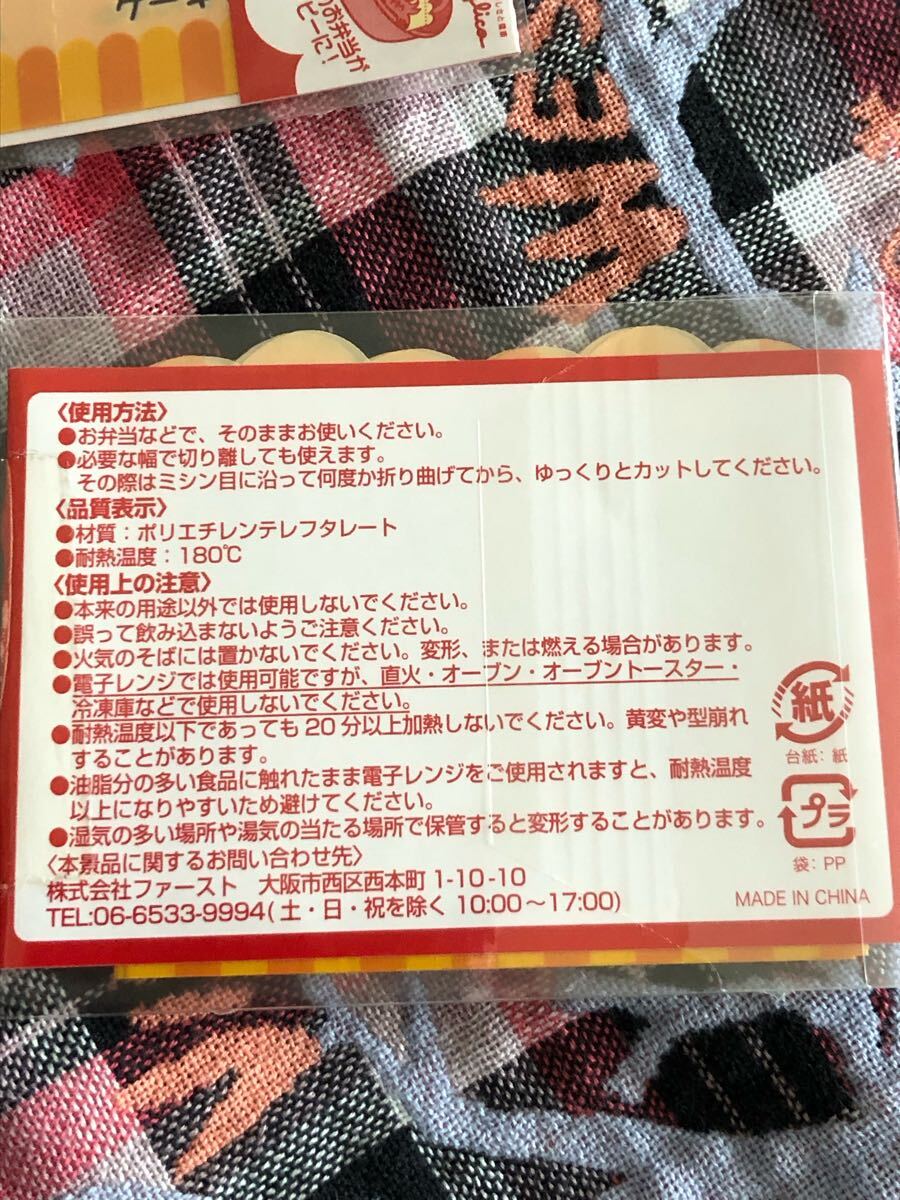 のお弁当が
ピーに!
〈使用方法〉
●お弁当などで、そのままお使いください。
●必要な幅で切り離しても使えます。
その際はミシン目に沿って何度か折り曲げてから、ゆっくりとカットしてください。
〈品質表示〉
●材質：ポリエチレンテレフタレート
●耐熱温度：180℃
〈使用上の注意〉
●本来の用途以外では使用しないでください。
●誤って飲み込まないようご注意ください。
●火気のそばには置かないでください。変形、または燃える場合があります。
●電子レンジでは使用可能ですが、直火・オーブン・オーブントースター・
冷凍庫などで使用しないでください。
●耐熱温度以下であっても20分以上加熱しないでください。黄変や型崩れ
することがあります。
●油脂分の多い食品に触れたまま電子レンジをご使用されますと、耐熱温度
以上になりやすいため避けてください。
●湿気の多い場所や湯気の当たる場所で保管すると変形することがあります。
〈本景品に関するお問い合わせ先〉
株式会社ファースト　大阪市西区西本町1-10-10
TEL:06-6533-9994(土・日・祝を除く 10:00～17:00)
紙
台紙：紙
プラ
袋：PP
MADE IN CHINA